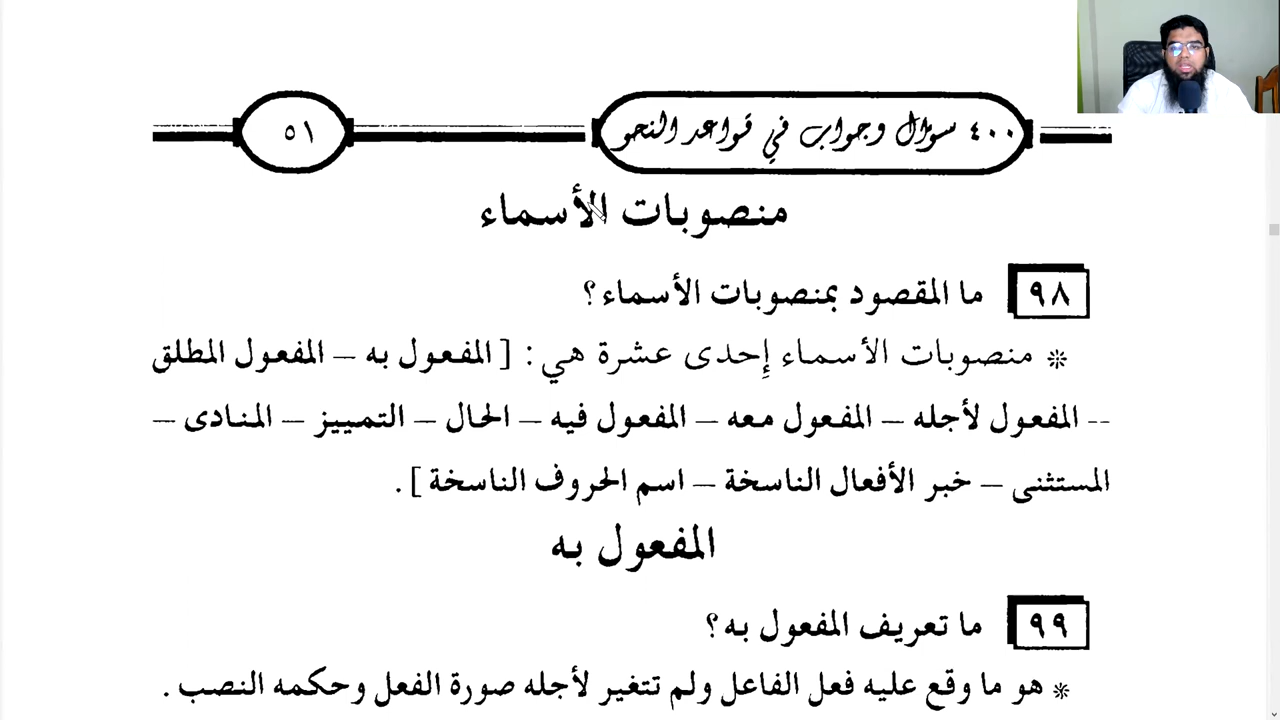 ٤٠٠ سؤال وجواب في قواعد النحو
٥١
منصوبات الأسماء
٩٨ ما المقصود بمنصوبات الأسماء؟
* منصوبات الأسماء إِحدى عشرة هي : [ المفعول به – المفعول المطلق
-- المفعول لأجله – المفعول معه – المفعول فيه – الحال – التمييز – المنادى –
المستثنى – خبر الأفعال الناسخة – اسم الحروف الناسخة ] .
المفعول به
٩٩ ما تعريف المفعول به؟
* هو ما وقع عليه فعل الفاعل ولم تتغير لأجله صورة الفعل وحكمه النصب .